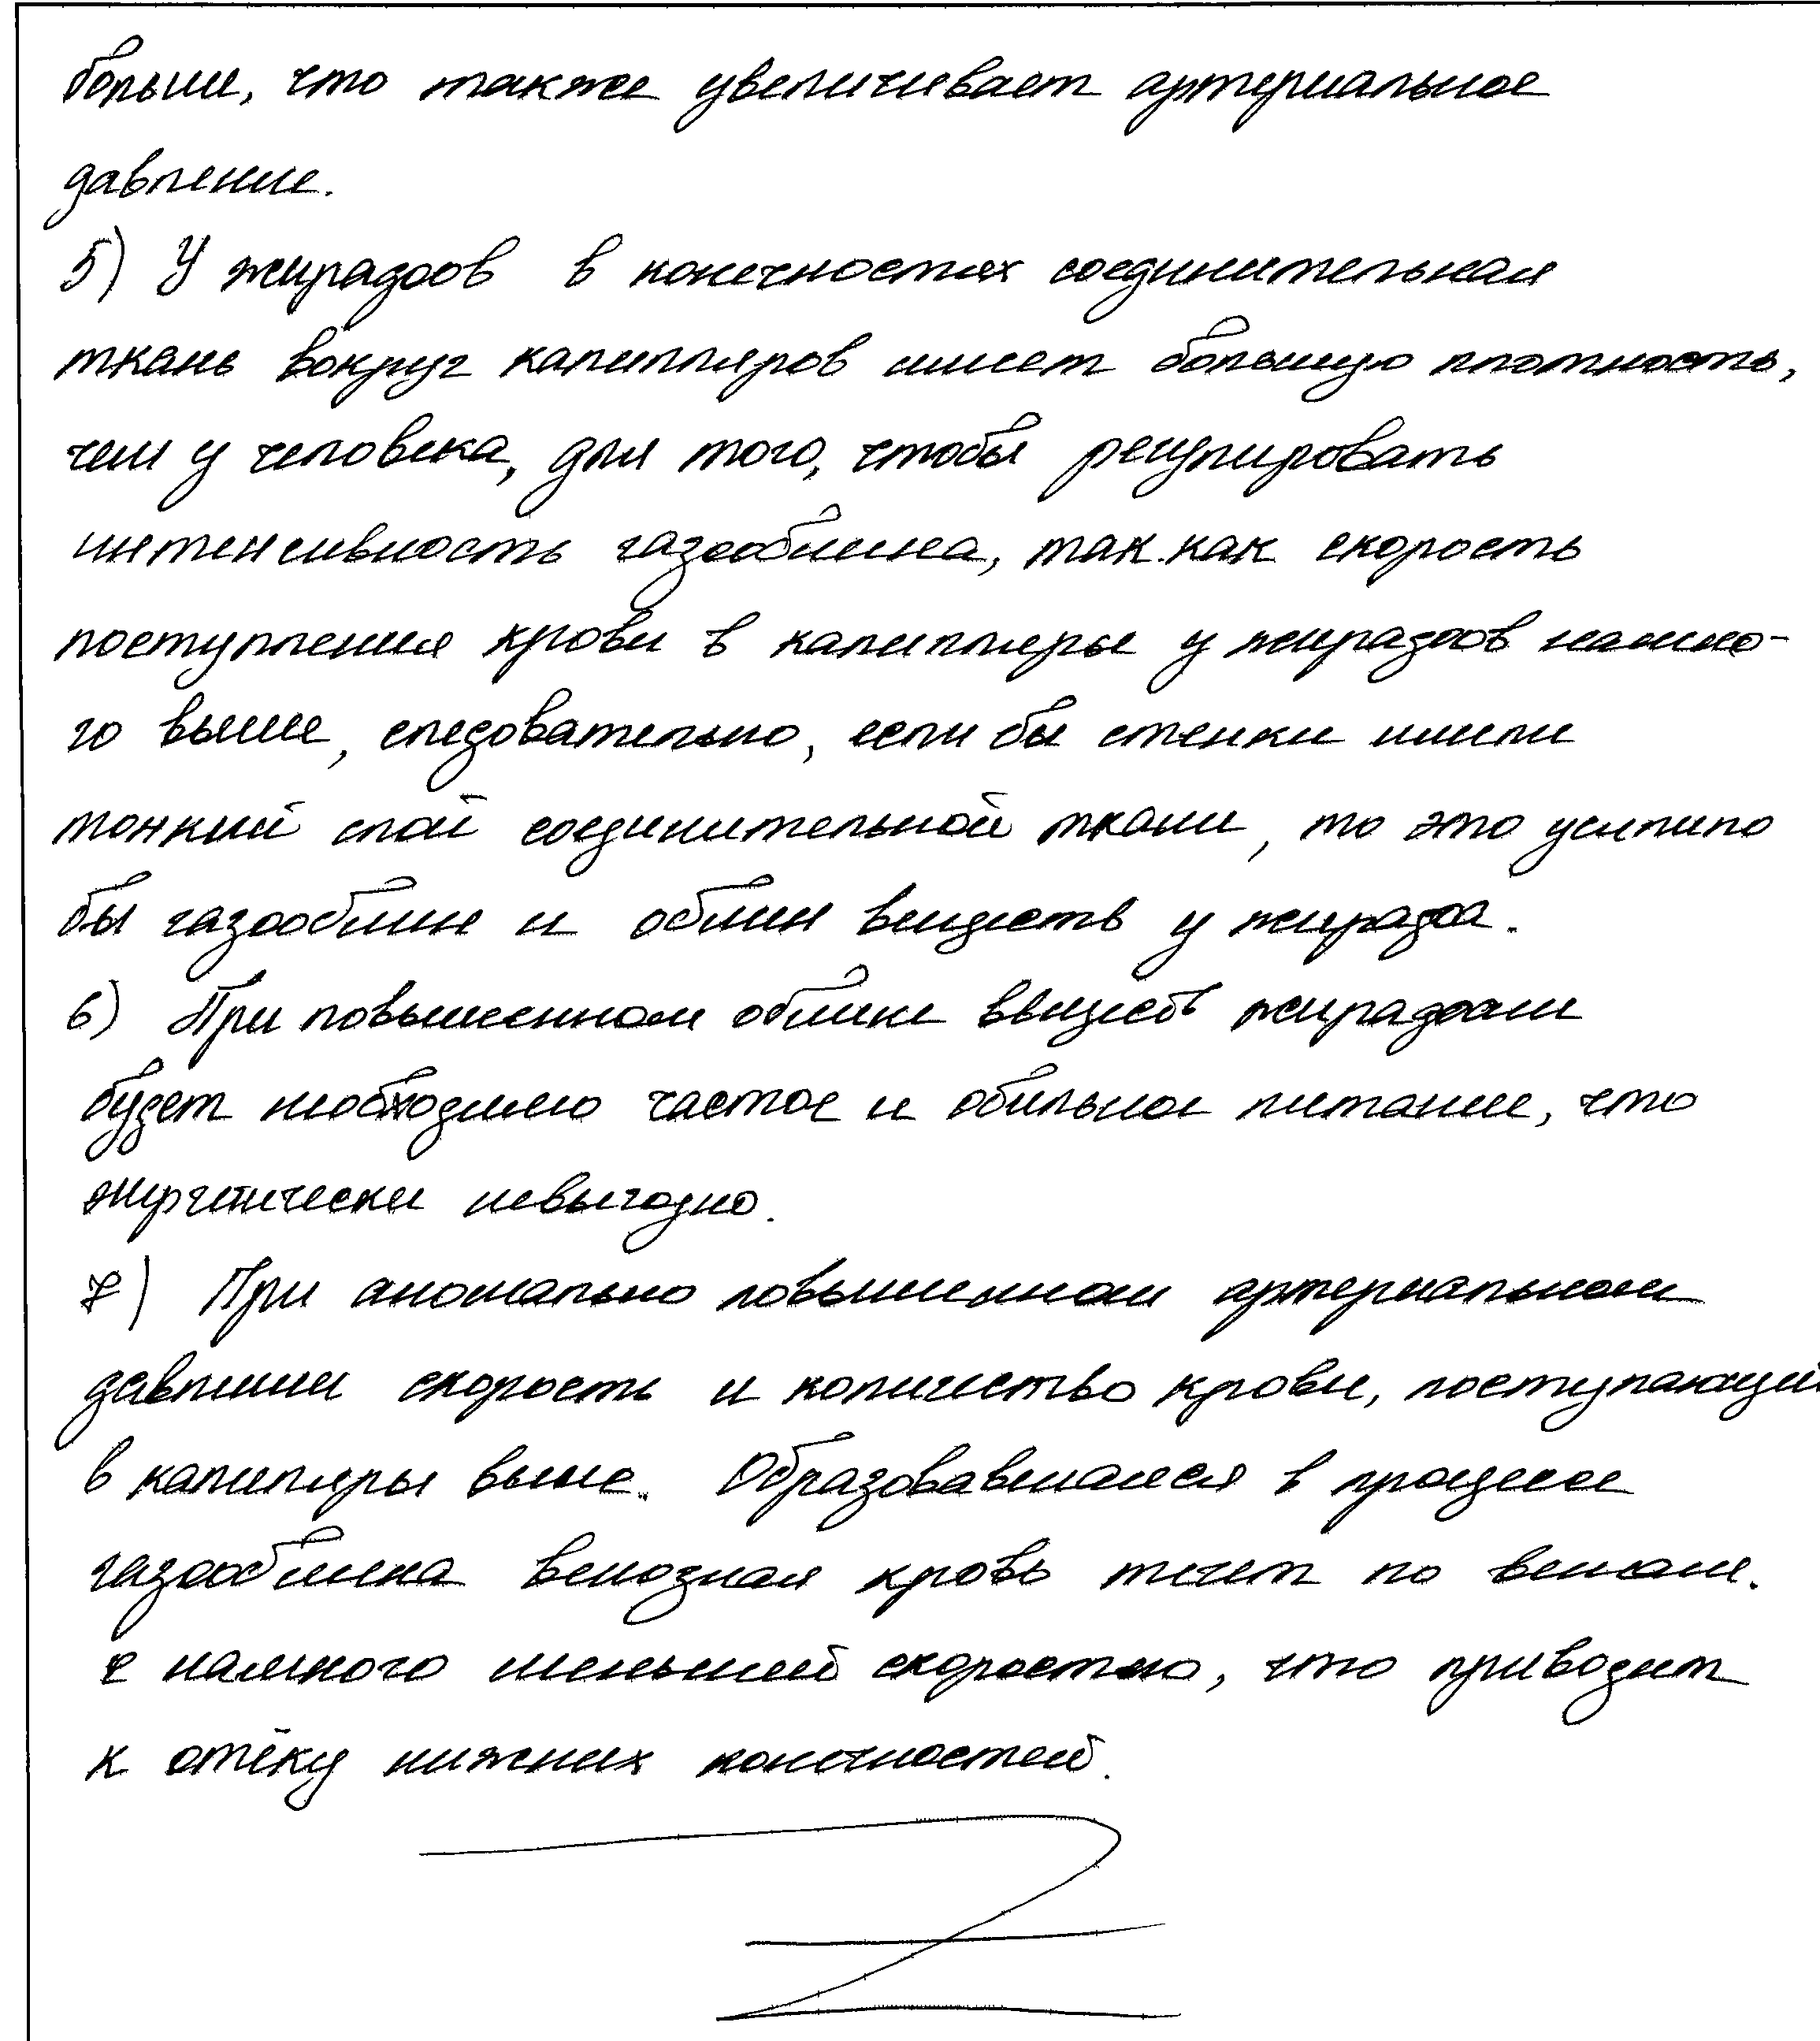 больше, что также увеличивает артериальное
давление.
5) У жирафов в конечностях соединительная
ткань вокруг капилляров имеет большую плотность,
чем у человека, для того, чтобы регулировать
интенсивность газообмена, так как скорость
поступления крови в капилляры у жирафов намно-
го выше, следовательно, если бы стенки имели
тонкий слой соединительной ткани, то это усилило
бы газообмен и обмен веществ у жирафа.
6) При повышенном обмене веществ жирафам
будет необходимо частое и обильное питание, что
энергетически невыгодно.
7) При аномально повышенном артериальном
давлении скорость и количество крови, поступающей
в капилляры выше. Образовавшаяся в процессе
газообмена венозная кровь течет по венам.
с намного меньшей скоростью, что приводит
к отёку нижних конечностей.